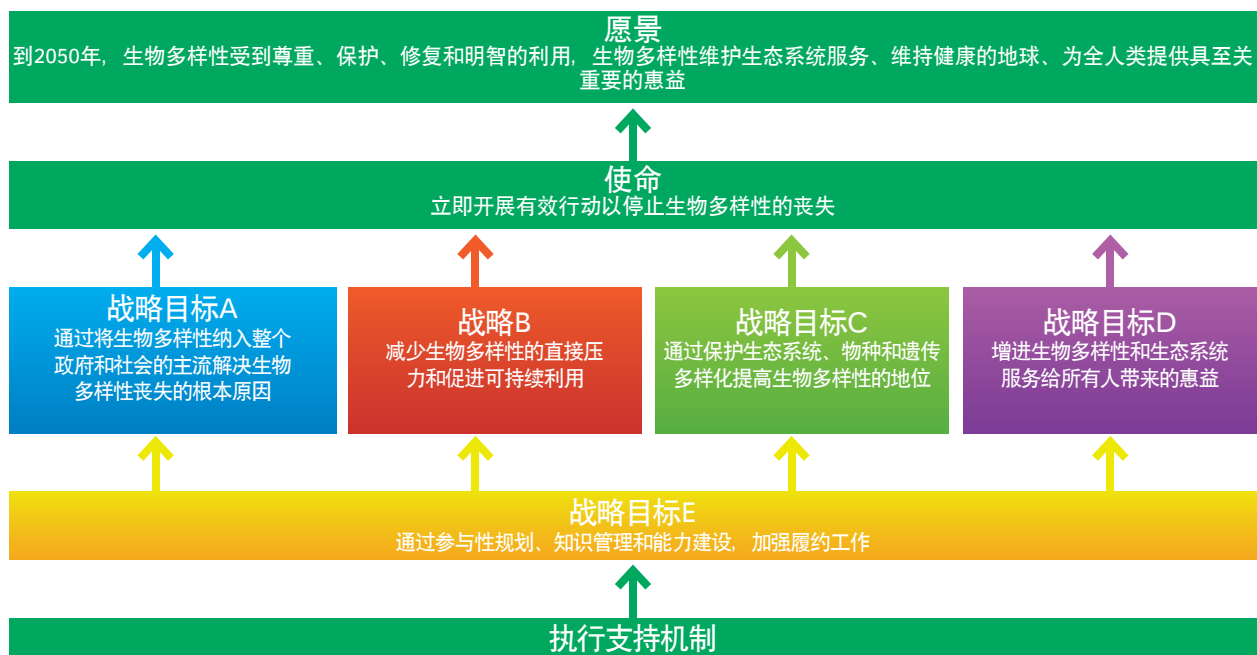 愿景
到2050年，生物多样性受到尊重、保护、修复和明智的利用，生物多样性维护生态系统服务、维持健康的地球、为全人类提供具至关
重要的惠益
使命
立即开展有效行动以停止生物多样性的丧失
战略目标A
通过将生物多样性纳入整个
政府和社会的主流解决生物
多样性丧失的根本原因
战略B
减少生物多样性的直接压
力和促进可持续利用
战略目标C
通过保护生态系统、物种和遗传
多样化提高生物多样性的地位
战略目标D
增进生物多样性和生态系统
服务给所有人带来的惠益
战略目标E
通过参与性规划、知识管理和能力建设，加强履约工作
执行支持机制